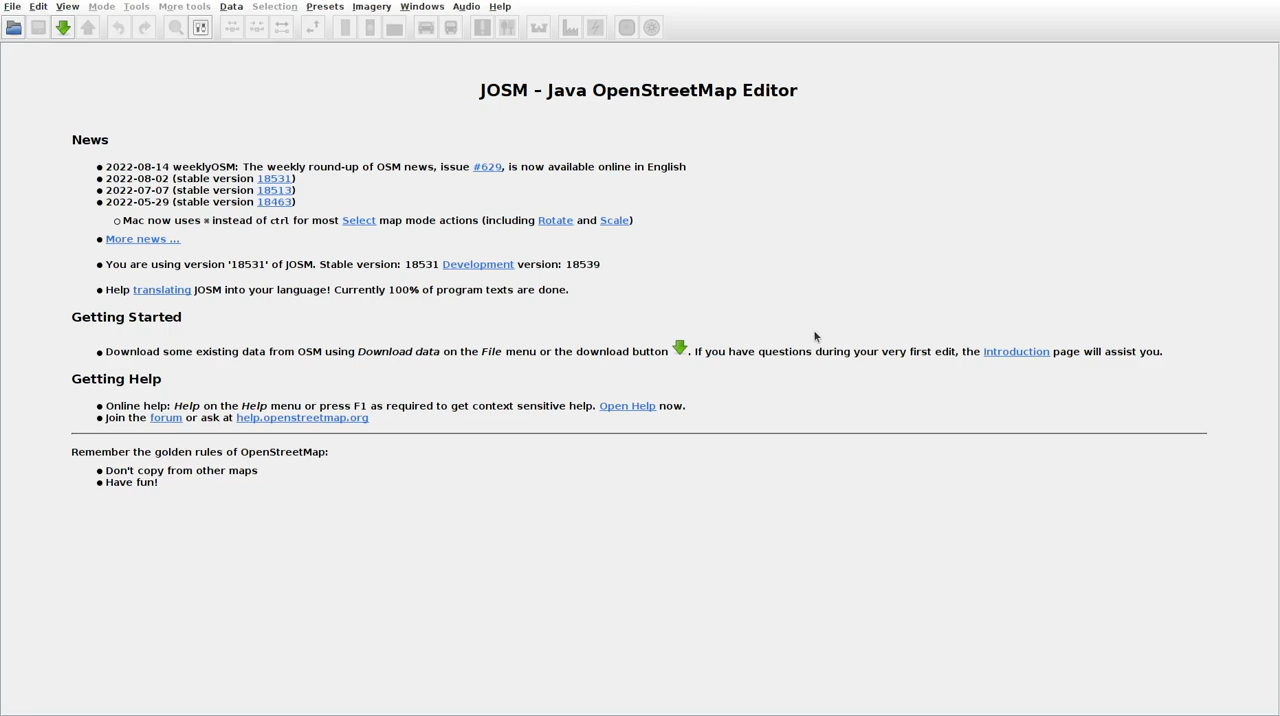 File Edit View Mode Tools More tools Data Selection Presets Imagery Windows Audio Help
JOSM – Java OpenStreetMap Editor
News
2022-08-14 weeklyOSM: The weekly round-up of OSM news, issue #629, is now available online in English
2022-08-02 (stable version 18531)
2022-07-07 (stable version 18513)
2022-05-29 (stable version 18463)
Mac now uses ⌘ instead of ctrl for most Select map mode actions (including Rotate and Scale)
More news ...
You are using version '18531' of JOSM. Stable version: 18531 Development version: 18539
Help translating JOSM into your language! Currently 100% of program texts are done.
Getting Started
Download some existing data from OSM using Download data on the File menu or the download button . If you have questions during your very first edit, the Introduction page will assist you.
Getting Help
Online help: Help on the Help menu or press F1 as required to get context sensitive help. Open Help now.
Join the forum or ask at help.openstreetmap.org
Remember the golden rules of OpenStreetMap:
Don't copy from other maps
Have fun!